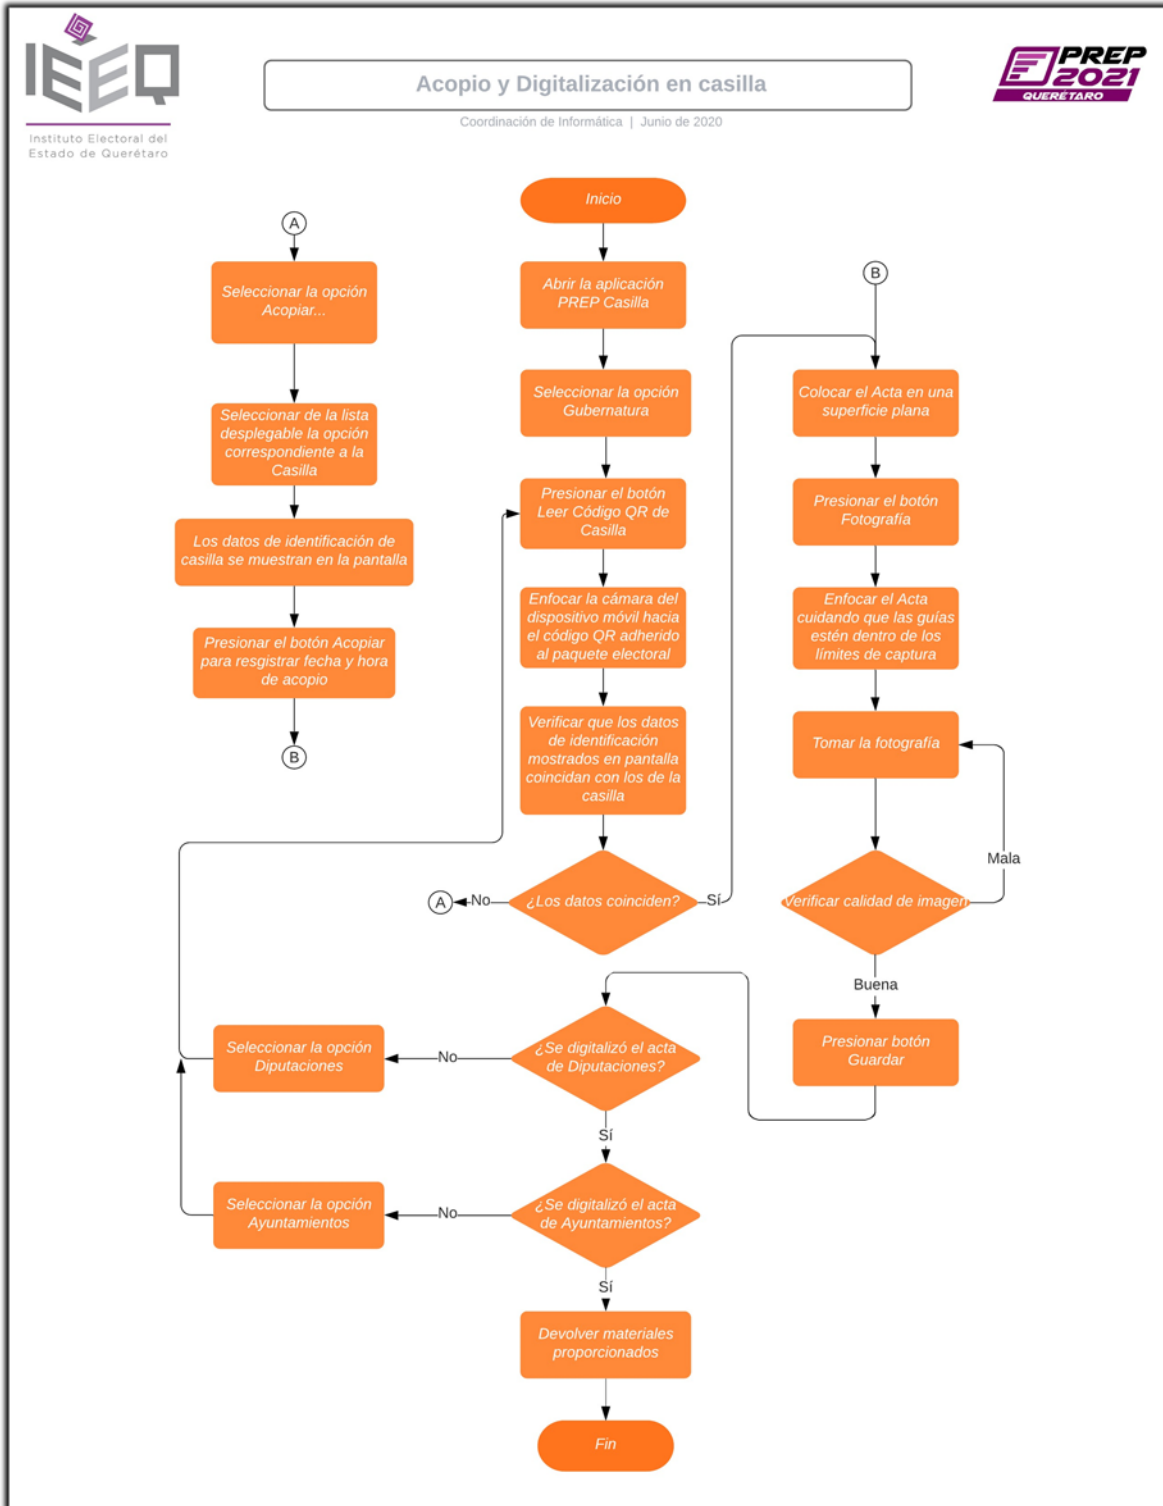 IEEQ
Instituto Electoral del
Estado de Querétaro
Acopio y Digitalización en casilla
Coordinación de Informática | Junio de 2020
PREP
2021
QUERÉTARO
A
Seleccionar la opción
Acopiar...
Seleccionar de la lista
desplegable la opción
correspondiente a la
Casilla
Los datos de identificación de
casilla se muestran en la pantalla
Presionar el botón Acopiar
para resgistrar fecha y hora
de acopio
B
Inicio
Abrir la aplicación
PREP Casilla
Seleccionar la opción
Gubernatura
Presionar el botón
Leer Código QR de
Casilla
Enfocar la cámara del
dispositivo móvil hacia
el código QR adherido
al paquete electoral
Verificar que los datos
de identificación
mostrados en pantalla
coincidan con los de la
casilla
¿Los datos coinciden?
No
A
Sí
B
Colocar el Acta en una
superficie plana
Presionar el botón
Fotografía
Enfocar el Acta
cuidando que las guías
estén dentro de los
límites de captura
Tomar la fotografía
Mala
Verificar calidad de imagen
Buena
Presionar botón
Guardar
¿Se digitalizó el acta
de Diputaciones?
No
Seleccionar la opción
Diputaciones
Sí
¿Se digitalizó el acta
de Ayuntamientos?
No
Seleccionar la opción
Ayuntamientos
Sí
Devolver materiales
proporcionados
Fin